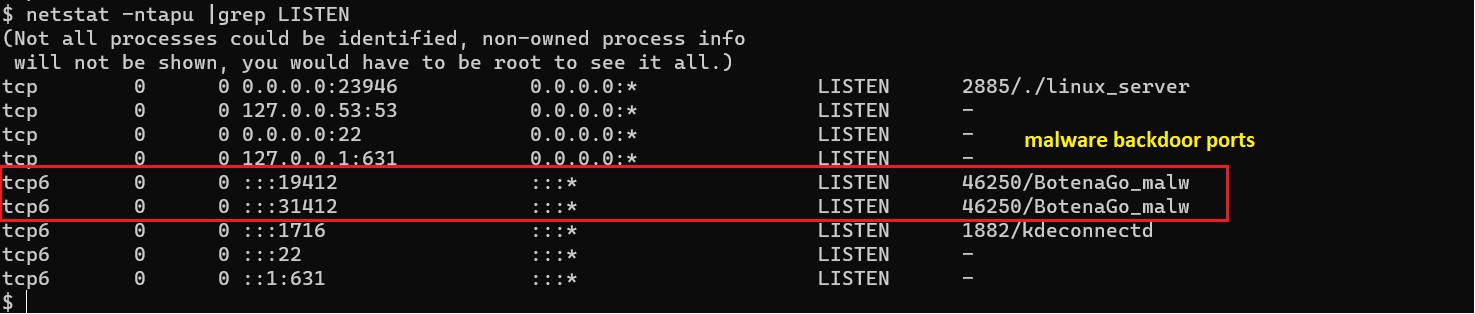 $ netstat -ntapu |grep LISTEN
(Not all processes could be identified, non-owned process info
 will not be shown, you would have to be root to see it all.)
tcp        0      0 0.0.0.0:23946           0.0.0.0:*               LISTEN      2885/./linux_server
tcp        0      0 127.0.0.53:53           0.0.0.0:*               LISTEN      -
tcp        0      0 0.0.0.0:22              0.0.0.0:*               LISTEN      -
malware backdoor ports
tcp        0      0 127.0.0.1:631           0.0.0.0:*               LISTEN      -
tcp6       0      0 :::19412                :::*                    LISTEN      46250/BotenaGo_malw
tcp6       0      0 :::31412                :::*                    LISTEN      46250/BotenaGo_malw
tcp6       0      0 :::1716                 :::*                    LISTEN      1882/kdeconnectd
tcp6       0      0 :::22                   :::*                    LISTEN      -
tcp6       0      0 ::1:631                 :::*                    LISTEN      -
$